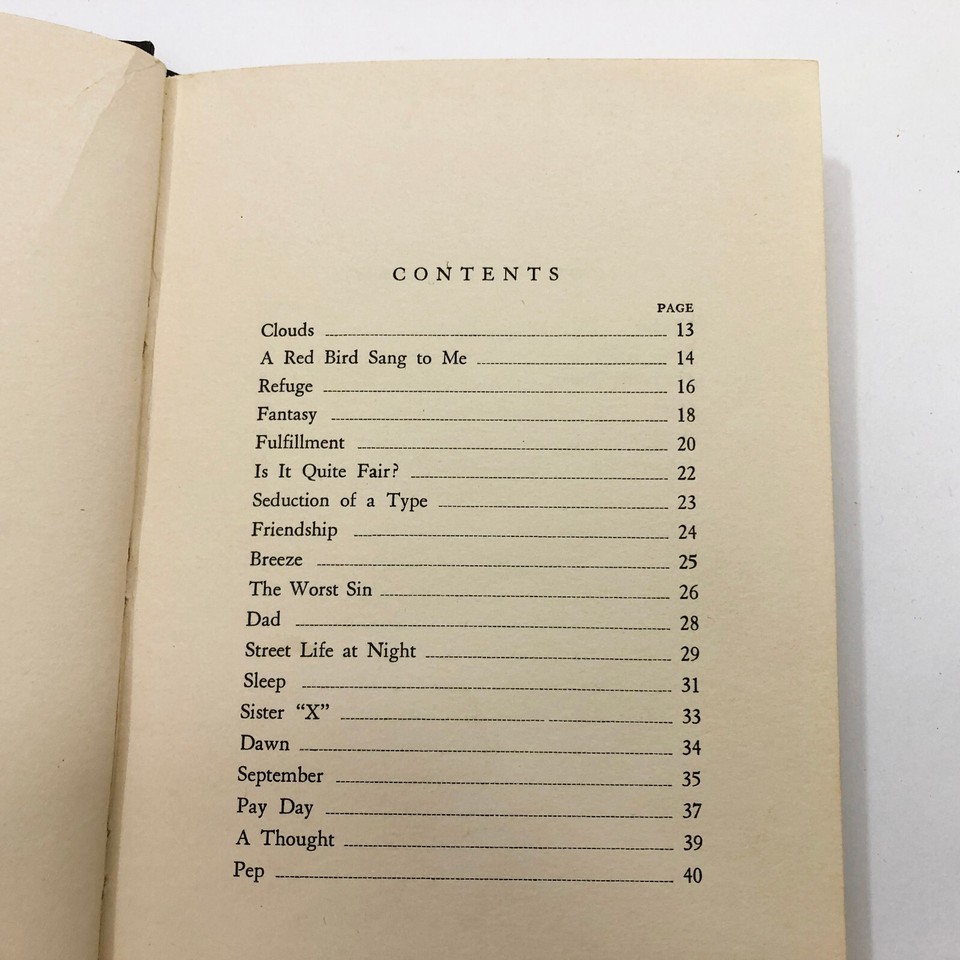 CONTENTS
PAGE
Clouds 13
A Red Bird Sang to Me 14
Refuge 16
Fantasy 18
Fulfillment 20
Is It Quite Fair? 22
Seduction of a Type 23
Friendship 24
Breeze 25
The Worst Sin 26
Dad 28
Street Life at Night 29
Sleep 31
Sister “X” 33
Dawn 34
September 35
Pay Day 37
A Thought 39
Pep 40